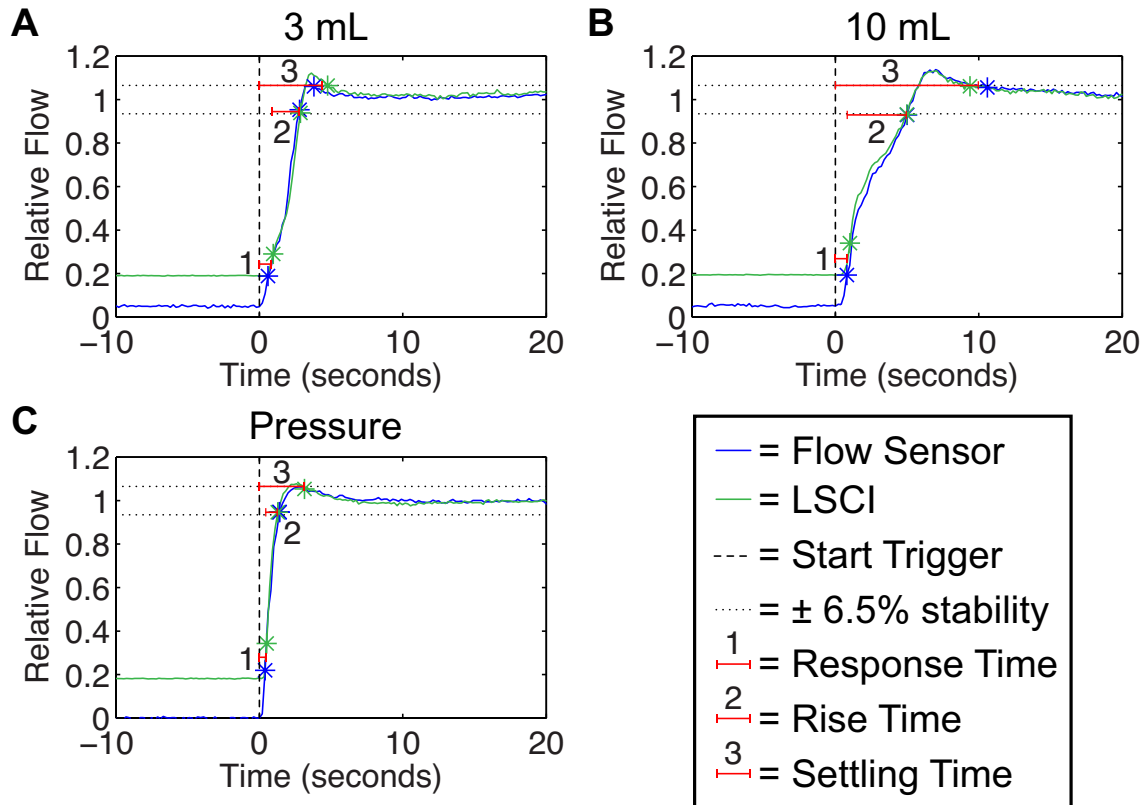 A
3 mL
1.2
1
0.8
0.6
0.4
0.2
0
Relative Flow
3
2
1
−10
0
10
20
Time (seconds)
B
10 mL
1.2
1
0.8
0.6
0.4
0.2
0
Relative Flow
3
2
1
−10
0
10
20
Time (seconds)
C
Pressure
1.2
1
0.8
0.6
0.4
0.2
0
Relative Flow
3
2
1
−10
0
10
20
Time (seconds)
= Flow Sensor
= LSCI
= Start Trigger
= ± 6.5% stability
1 = Response Time
2 = Rise Time
3 = Settling Time